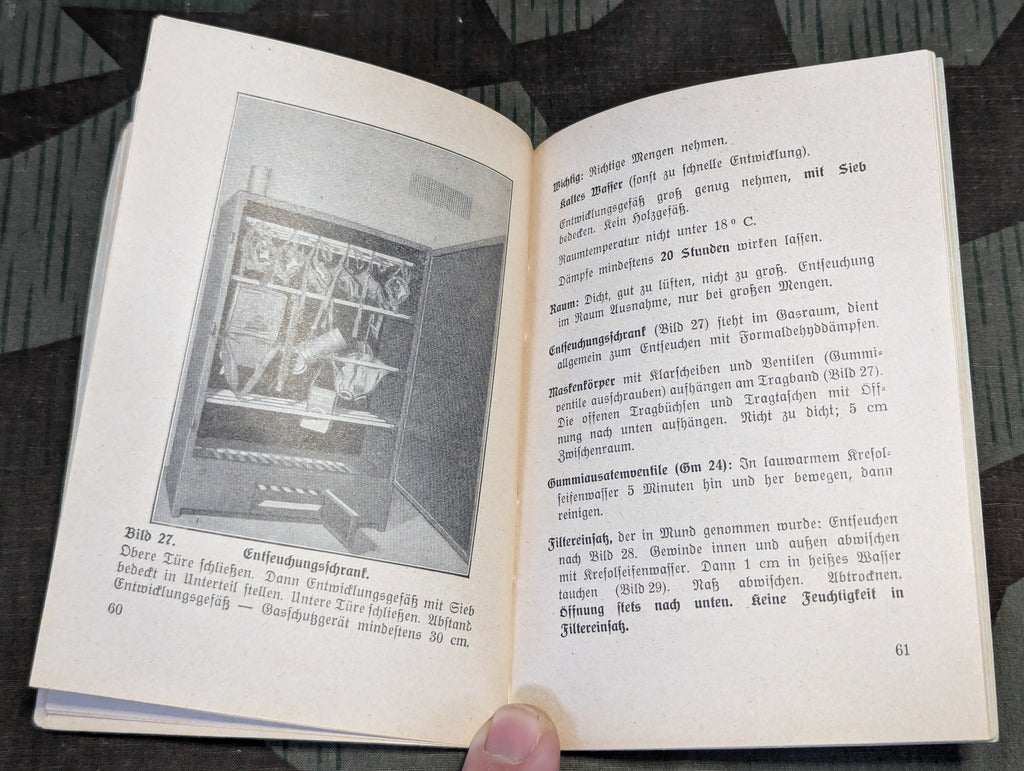 Bild 27.
Entseuchungsschrank.
Obere Türe schließen. Dann Entwicklungsgefäß mit Sieb
bedeckt in Unterteil stellen. Untere Türe schließen. Abstand
Entwicklungsgefäß — Gasschutzgerät mindestens 30 cm.
60
Wichtig: Richtige Mengen nehmen.
Kaltes Wasser (sonst zu schnelle Entwicklung).
Entwicklungsgefäß groß genug nehmen, mit Sieb
bedecken. Kein Holzgefäß.
Raumtemperatur nicht unter 18° C.
Dämpfe mindestens 20 Stunden wirken lassen.
Raum: Dicht, gut zu lüften, nicht zu groß. Entseuchung
im Raum Ausnahme, nur bei großen Mengen.
Entseuchungsschrank (Bild 27) steht im Gasraum, dient
allgemein zum Entseuchen mit Formaldehyddämpfen.
Maskenkörper mit Klarscheiben und Ventilen (Gummi-
ventile ausschrauben) aufhängen am Tragband (Bild 27).
Die offenen Tragbüchsen und Tragtaschen mit Öff-
nung nach unten aufhängen. Nicht zu dicht; 5 cm
Zwischenraum.
Gummiausatemventile (Gm 24): In lauwarmem Kresol-
seifenwasser 5 Minuten hin und her bewegen, dann
reinigen.
Filtereinsatz, der in Mund genommen wurde: Entseuchen
nach Bild 28. Gewinde innen und außen abwischen
mit Kresolseifenwasser. Dann 1 cm in heißes Wasser
tauchen (Bild 29). Naß abwischen. Abtrocknen.
Öffnung stets nach unten. Keine Feuchtigkeit in
Filtereinsatz.
61